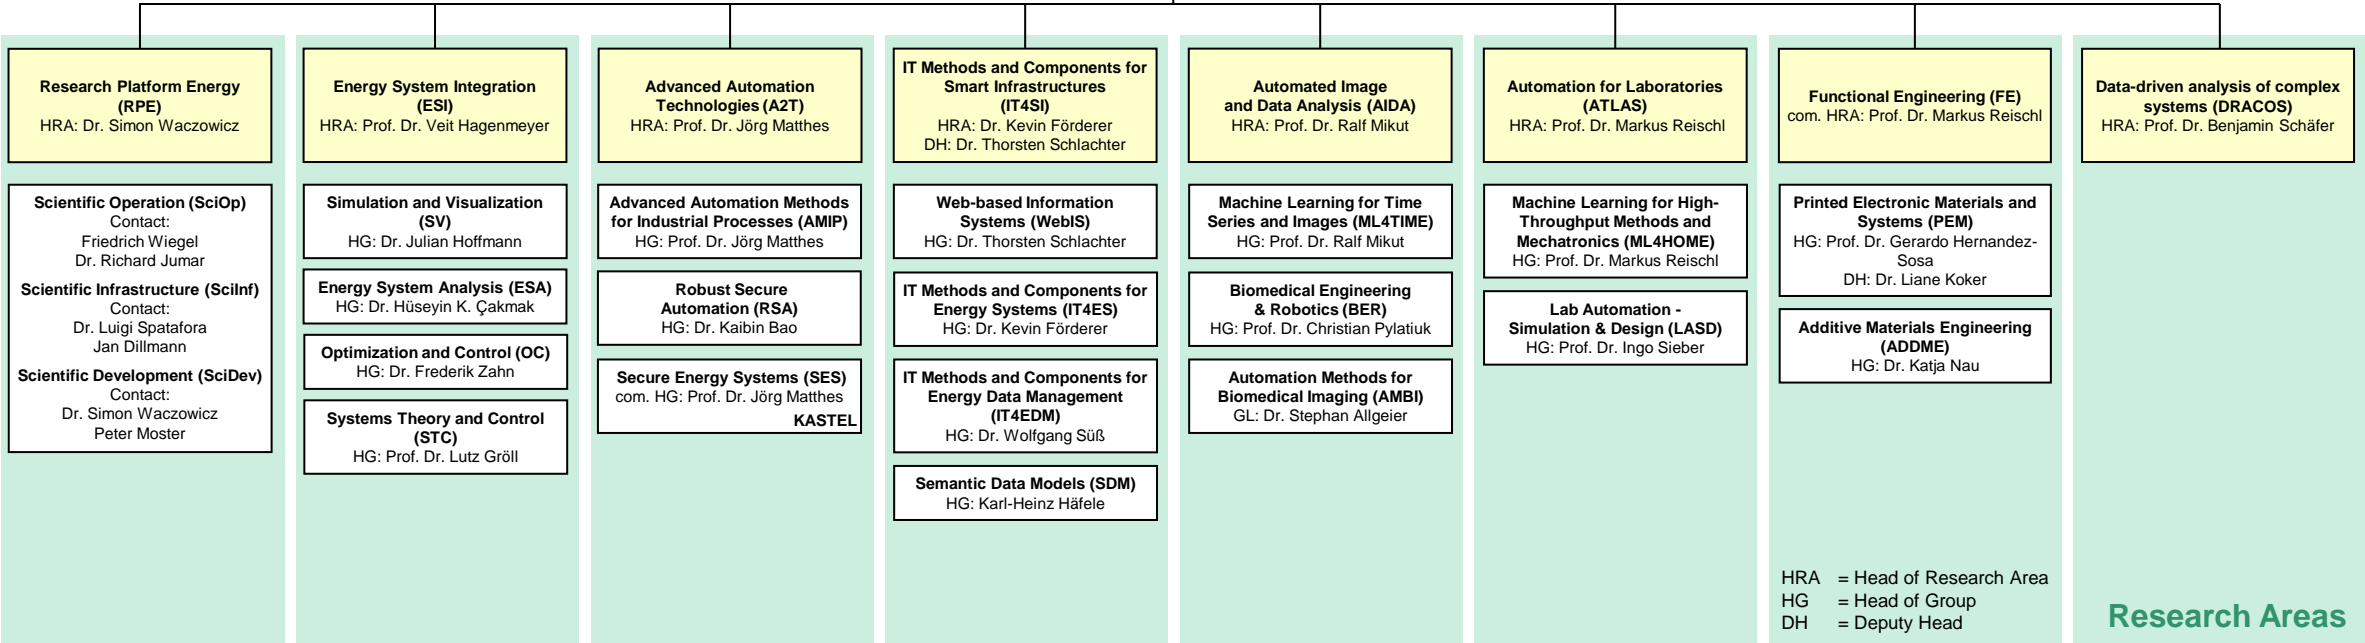 Research Platform Energy
(RPE)
HRA: Dr. Simon Waczowicz
Scientific Operation (SciOp)
Contact:
Friedrich Wiegel
Dr. Richard Jumar
Scientific Infrastructure (SciInf)
Contact:
Dr. Luigi Spatafora
Jan Dillmann
Scientific Development (SciDev)
Contact:
Dr. Simon Waczowicz
Peter Moster
Energy System Integration
(ESI)
HRA: Prof. Dr. Veit Hagenmeyer
Simulation and Visualization
(SV)
HG: Dr. Julian Hoffmann
Energy System Analysis (ESA)
HG: Dr. Hüseyin K. Çakmak
Optimization and Control (OC)
HG: Dr. Frederik Zahn
Systems Theory and Control
(STC)
HG: Prof. Dr. Lutz Gröll
Advanced Automation
Technologies (A2T)
HRA: Prof. Dr. Jörg Matthes
Advanced Automation Methods
for Industrial Processes (AMIP)
HG: Prof. Dr. Jörg Matthes
Robust Secure
Automation (RSA)
HG: Dr. Kaibin Bao
Secure Energy Systems (SES)
com. HG: Prof. Dr. Jörg Matthes
KASTEL
IT Methods and Components for
Smart Infrastructures
(IT4SI)
HRA: Dr. Kevin Förderer
DH: Dr. Thorsten Schlachter
Web-based Information
Systems (WebIS)
HG: Dr. Thorsten Schlachter
IT Methods and Components for
Energy Systems (IT4ES)
HG: Dr. Kevin Förderer
IT Methods and Components for
Energy Data Management
(IT4EDM)
HG: Dr. Wolfgang Süß
Semantic Data Models (SDM)
HG: Karl-Heinz Häfele
Automated Image
and Data Analysis (AIDA)
HRA: Prof. Dr. Ralf Mikut
Machine Learning for Time
Series and Images (ML4TIME)
HG: Prof. Dr. Ralf Mikut
Biomedical Engineering
& Robotics (BER)
HG: Prof. Dr. Christian Pylatiuk
Automation Methods for
Biomedical Imaging (AMBI)
GL: Dr. Stephan Allgeier
Automation for Laboratories
(ATLAS)
HRA: Prof. Dr. Markus Reischl
Machine Learning for High-
Throughput Methods and
Mechatronics (ML4HOME)
HG: Prof. Dr. Markus Reischl
Lab Automation -
Simulation & Design (LASD)
HG: Prof. Dr. Ingo Sieber
Functional Engineering (FE)
com. HRA: Prof. Dr. Markus Reischl
Printed Electronic Materials and
Systems (PEM)
HG: Prof. Dr. Gerardo Hernandez-
Sosa
DH: Dr. Liane Koker
Additive Materials Engineering
(ADDME)
HG: Dr. Katja Nau
Data-driven analysis of complex
systems (DRACOS)
HRA: Prof. Dr. Benjamin Schäfer
HRA = Head of Research Area
HG = Head of Group
DH = Deputy Head
Research Areas